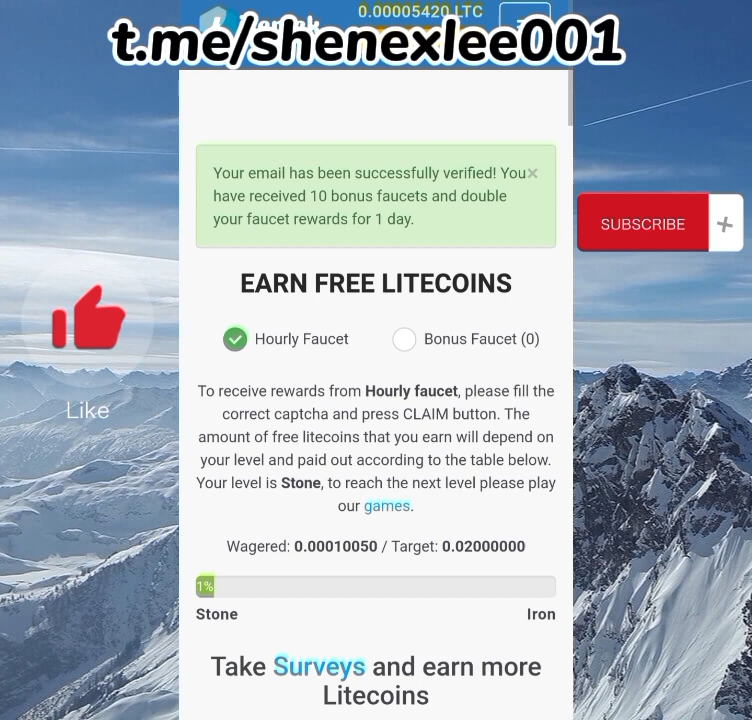 0.00005420 LTC
t.me/shenexlee001
Your email has been successfully verified! You×
have received 10 bonus faucets and double
your faucet rewards for 1 day.
SUBSCRIBE +
EARN FREE LITECOINS
Hourly Faucet
Bonus Faucet (0)
To receive rewards from Hourly faucet, please fill the
correct captcha and press CLAIM button. The
amount of free litecoins that you earn will depend on
your level and paid out according to the table below.
Your level is Stone, to reach the next level please play
our games.
Like
Wagered: 0.00010050 / Target: 0.02000000
1%
Stone
Iron
Take Surveys and earn more
Litecoins